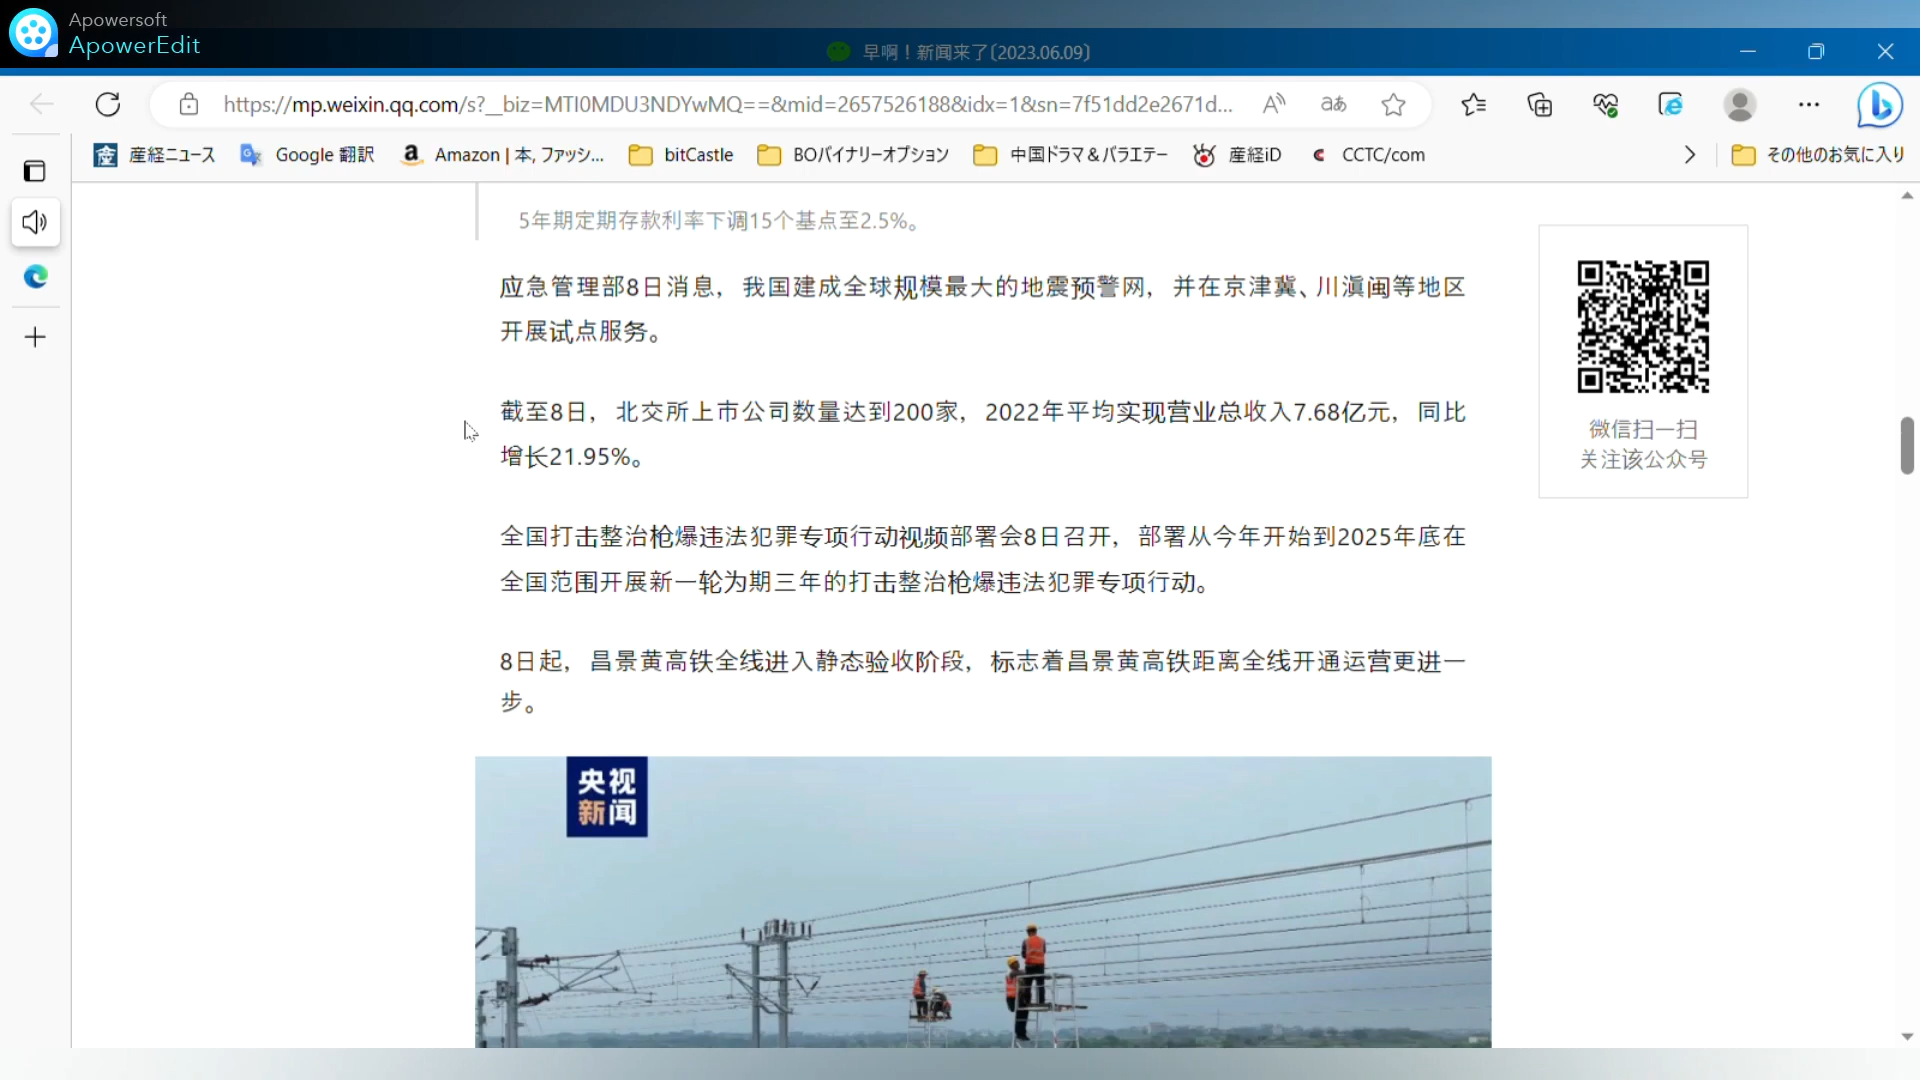 Apowersoft
ApowerEdit
早啊！新闻来了〔2023.06.09〕
https://mp.weixin.qq.com/s?__biz=MTI0MDU3NDYwMQ==&mid=2657526188&idx=1&sn=7f51dd2e2671d...
産経ニュース Google 翻訳 Amazon | 本, ファッシ... bitCastle BOバイナリーオプション 中国ドラマ＆バラエテー 産経iD CCTC/com その他のお気に入り
5年期定期存款利率下调15个基点至2.5%。
应急管理部8日消息，我国建成全球规模最大的地震预警网，并在京津冀、川滇闽等地区
开展试点服务。
截至8日，北交所上市公司数量达到200家，2022年平均实现营业总收入7.68亿元，同比
增长21.95%。
全国打击整治枪爆违法犯罪专项行动视频部署会8日召开，部署从今年开始到2025年底在
全国范围开展新一轮为期三年的打击整治枪爆违法犯罪专项行动。
8日起，昌景黄高铁全线进入静态验收阶段，标志着昌景黄高铁距离全线开通运营更进一
步。
微信扫一扫
关注该公众号
央视
新闻